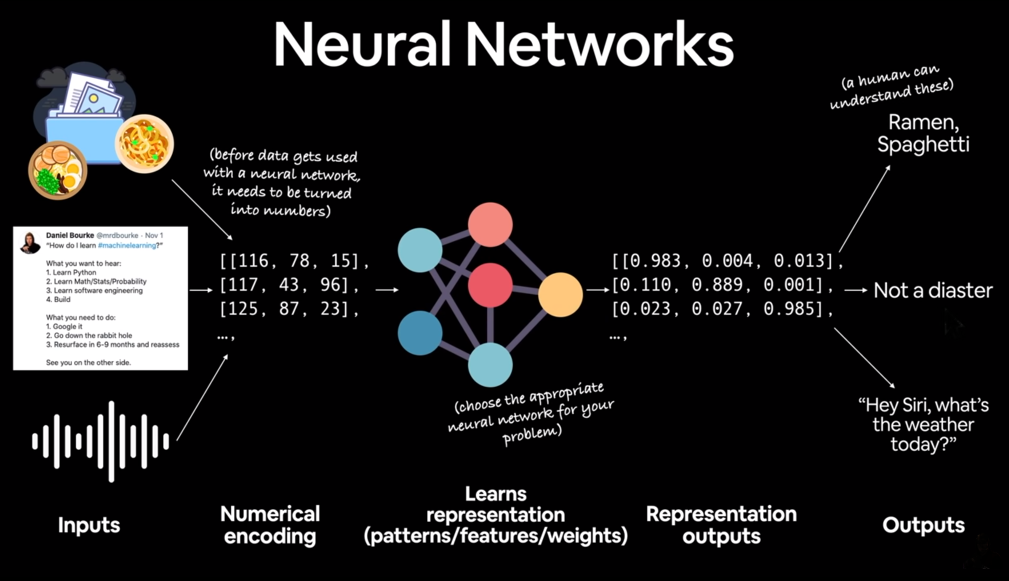 Neural Networks
(a human can
understand these)
Ramen,
Spaghetti
(before data gets used
with a neural network,
it needs to be turned
into numbers)
Daniel Bourke @mrdbourke · Nov 1
“How do I learn #machinelearning?”
What you want to hear:
1. Learn Python
2. Learn Math/Stats/Probability
3. Learn software engineering
4. Build
What you need to do:
1. Google it
2. Go down the rabbit hole
3. Resurface in 6-9 months and reassess
See you on the other side.
[[116, 78, 15],
[117, 43, 96],
[125, 87, 23],
…,
[[0.983, 0.004, 0.013],
[0.110, 0.889, 0.001],
[0.023, 0.027, 0.985],
…,
Not a diaster
(choose the appropriate
neural network for your
problem)
“Hey Siri, what’s
the weather
today?”
Inputs
Numerical
encoding
Learns
representation
(patterns/features/weights)
Representation
outputs
Outputs